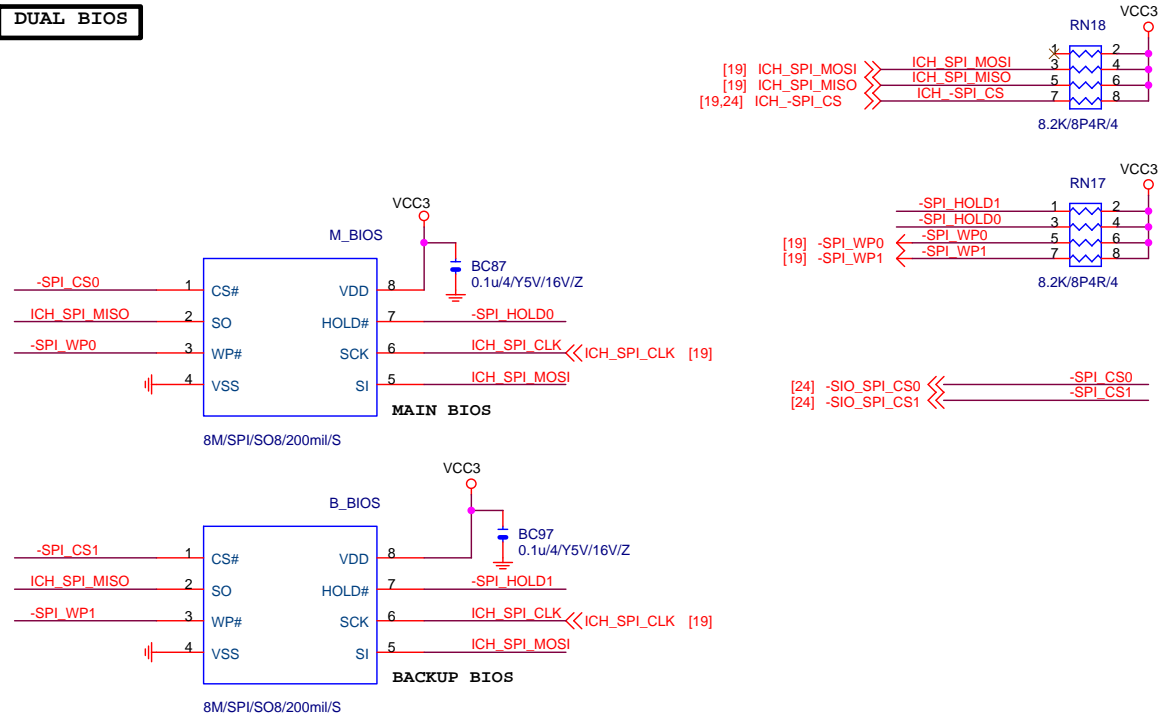 DUAL BIOS
VCC3
RN18
1 2
[19] ICH_SPI_MOSI ICH_SPI_MOSI 3 4
[19] ICH_SPI_MISO ICH_SPI_MISO 5 6
[19,24] ICH_-SPI_CS ICH_-SPI_CS 7 8
8.2K/8P4R/4
VCC3
RN17
-SPI_HOLD1 1 2
-SPI_HOLD0 3 4
[19] -SPI_WP0 -SPI_WP0 5 6
[19] -SPI_WP1 -SPI_WP1 7 8
8.2K/8P4R/4
VCC3
M_BIOS
BC87
0.1u/4/Y5V/16V/Z
-SPI_CS0 1 CS# VDD 8
ICH_SPI_MISO 2 SO HOLD# 7 -SPI_HOLD0
-SPI_WP0 3 WP# SCK 6 ICH_SPI_CLK ICH_SPI_CLK [19]
4 VSS SI 5 ICH_SPI_MOSI
MAIN BIOS
8M/SPI/SO8/200mil/S
[24] -SIO_SPI_CS0 -SPI_CS0
[24] -SIO_SPI_CS1 -SPI_CS1
VCC3
B_BIOS
BC97
0.1u/4/Y5V/16V/Z
-SPI_CS1 1 CS# VDD 8
ICH_SPI_MISO 2 SO HOLD# 7 -SPI_HOLD1
-SPI_WP1 3 WP# SCK 6 ICH_SPI_CLK ICH_SPI_CLK [19]
4 VSS SI 5 ICH_SPI_MOSI
BACKUP BIOS
8M/SPI/SO8/200mil/S